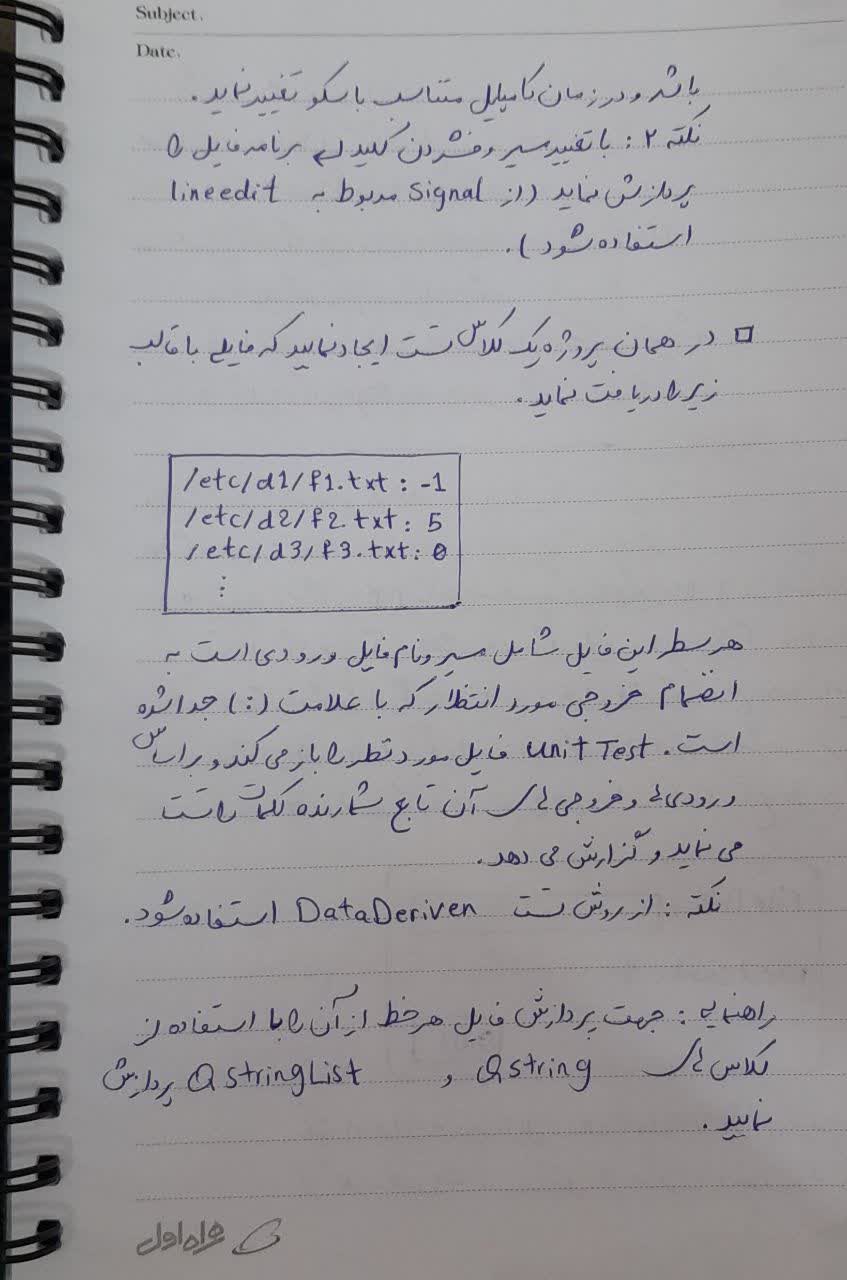 Subject.
Date.
باشد و در زمان کامپایل متناسب با سکو تغییر نماید.
نکته ۲: با تغییر مسیر و فشردن کلید برنامه فایل را
پردازش نماید (از Signal مربوط به lineedit
استفاده شود).
□ در همان پروژه یک کلاس تست ایجاد نمایید که فایلی با قالب
زیر را دریافت نماید.
/etc/d1/f1.txt : -1
/etc/d2/f2.txt: 5
/etc/d3/f3.txt: 0
⋮
هر سطر این فایل شامل مسیر و نام فایل ورودی است به
انضمام خروجی مورد انتظار که با علامت (:) جدا شده
است. Unit Test فایل مورد نظر را باز می کند و بر اساس
ورودی ها و خروجی های آن تابع شمارنده کلمات را تست
می نماید و گزارش می دهد.
نکته: از روش تست DataDeriven استفاده شود.
راهنمایی: جهت پردازش فایل هر خط از آن را با استفاده از
کلاس های Qstring و QstringList پردازش
نمایید.
همراه اول